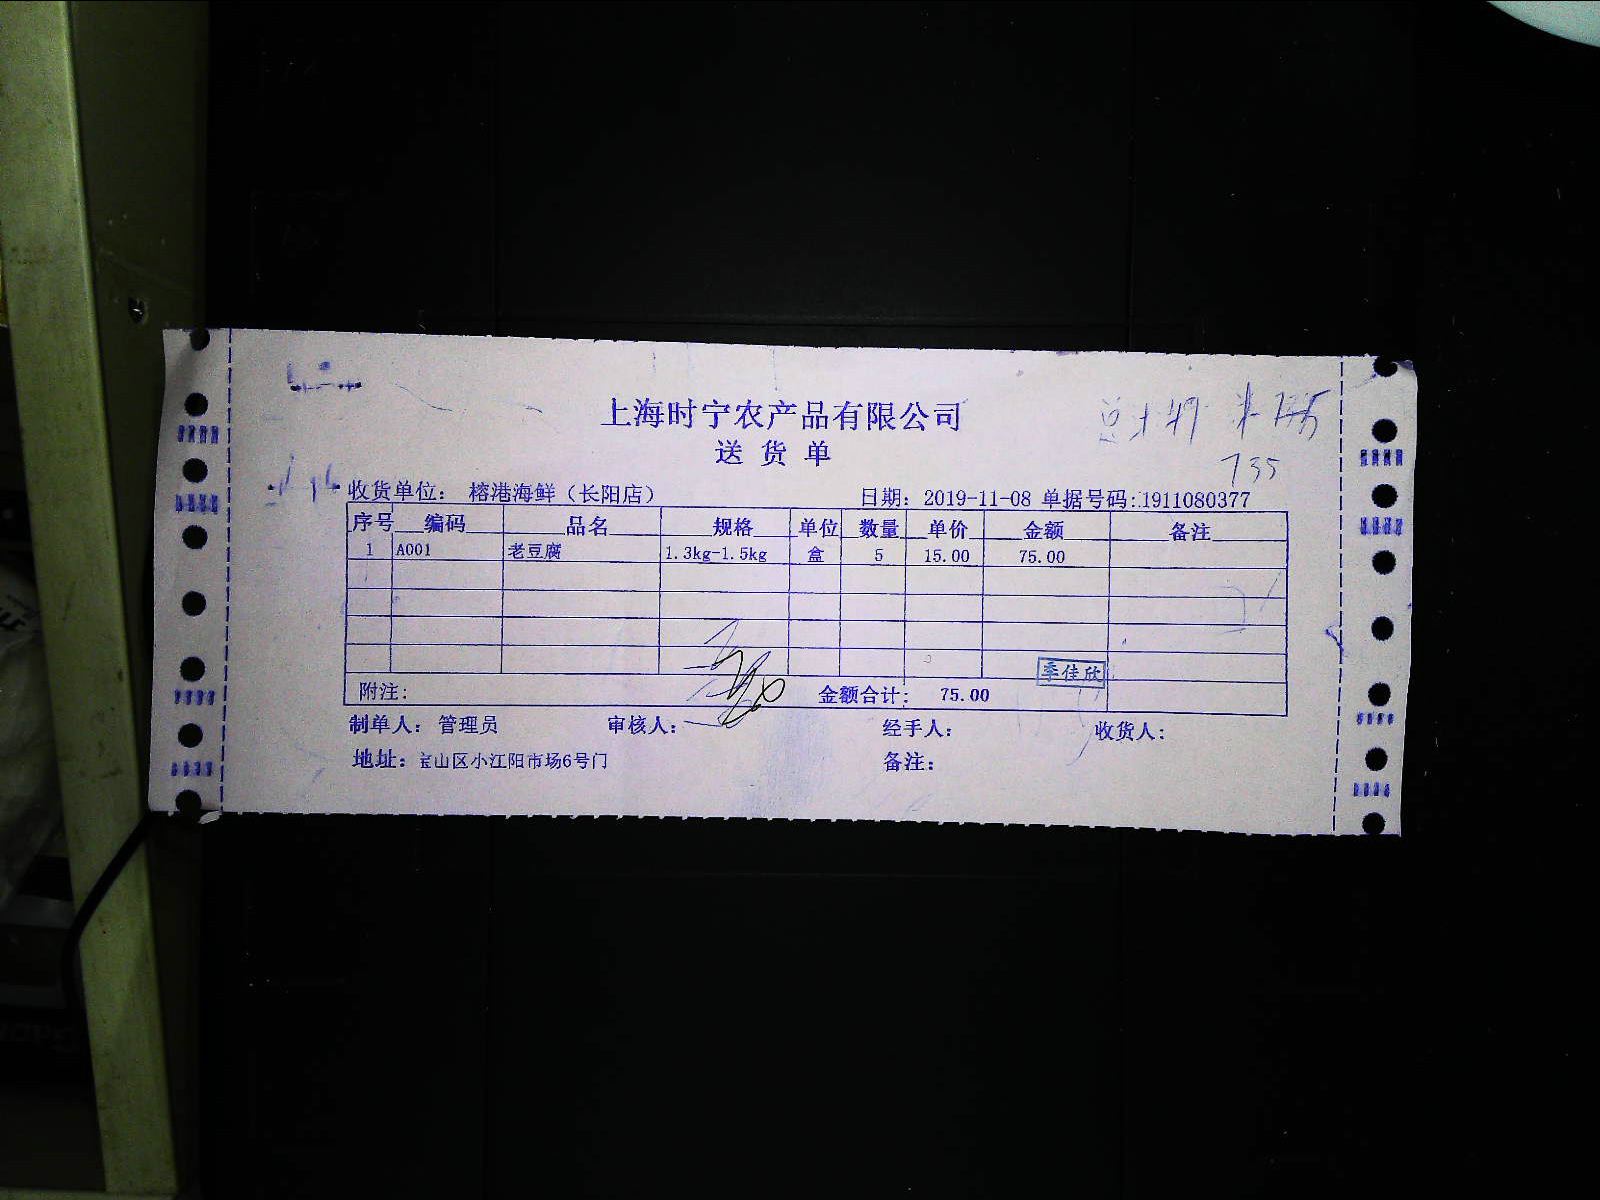 上海时宁农产品有限公司
送货单
735
收货单位: 榕港海鲜（长阳店） 日期: 2019-11-08 单据号码: 1911080377
序号 编码 品名 规格 单位 数量 单价 金额 备注
1 A001 老豆腐 1.3kg-1.5kg 盒 5 15.00 75.00
季佳欣
附注: 金额合计: 75.00
制单人: 管理员 审核人: 经手人: 收货人:
地址: 宝山区小江阳市场6号门 备注: